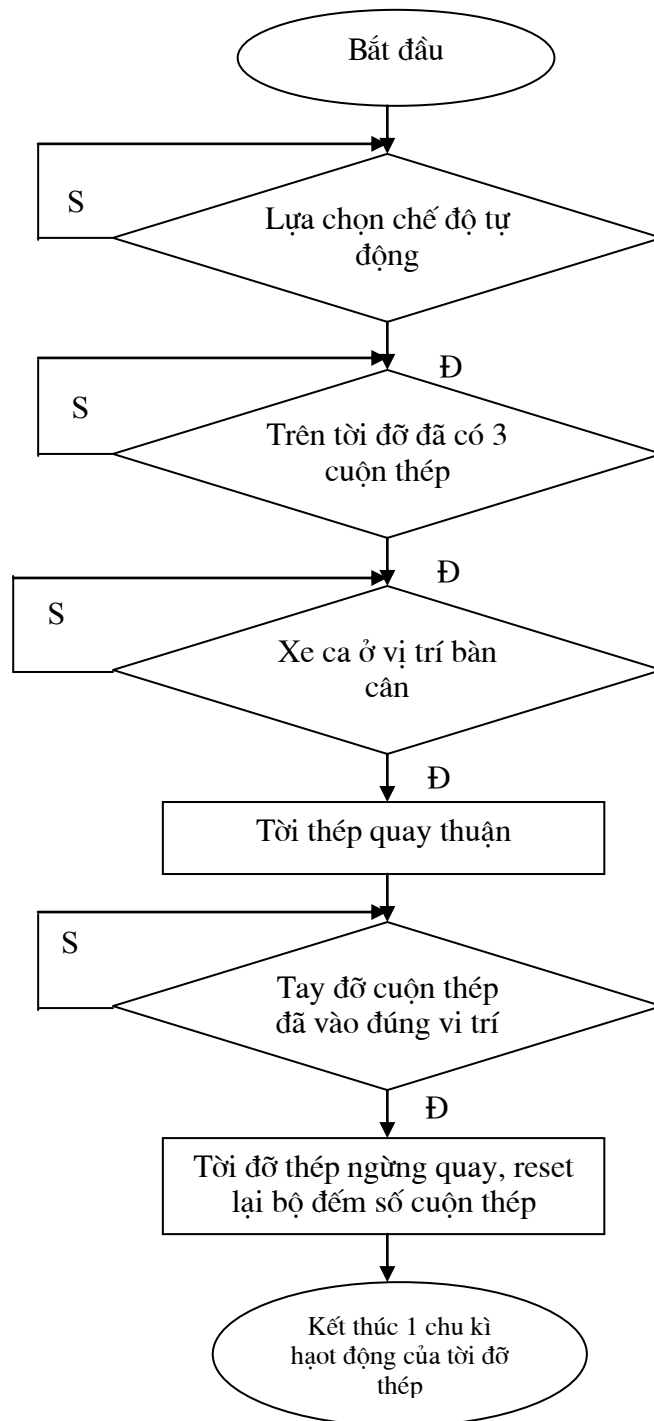 Bắt đầu
S
Lựa chọn chế độ tự
động
Đ
S
Trên tời đỡ đã có 3
cuộn thép
Đ
S
Xe ca ở vị trí bàn
cân
Đ
Tời thép quay thuận
S
Tay đỡ cuộn thép
đã vào đúng vi trí
Đ
Tời đỡ thép ngừng quay, reset
lại bộ đếm số cuộn thép
Kết thúc 1 chu kì
hạot động của tời đỡ
thép